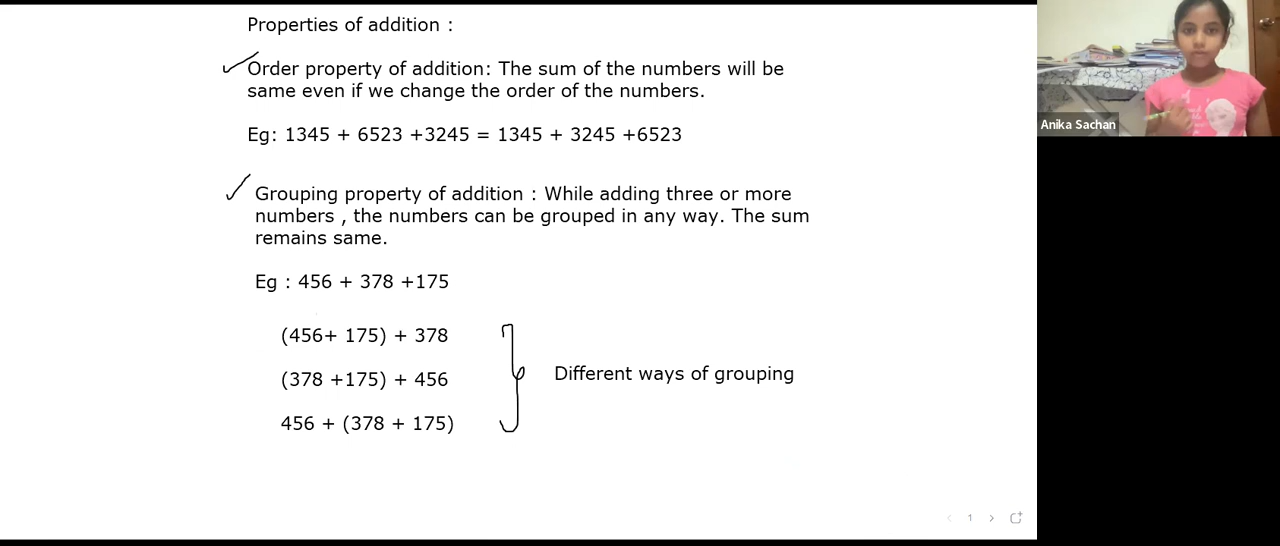 Properties of addition :
Order property of addition: The sum of the numbers will be
same even if we change the order of the numbers.
Eg: 1345 + 6523 +3245 = 1345 + 3245 +6523
Grouping property of addition : While adding three or more
numbers , the numbers can be grouped in any way. The sum
remains same.
Eg : 456 + 378 +175
(456+ 175) + 378
(378 +175) + 456
456 + (378 + 175)
Different ways of grouping
1
Anika Sachan